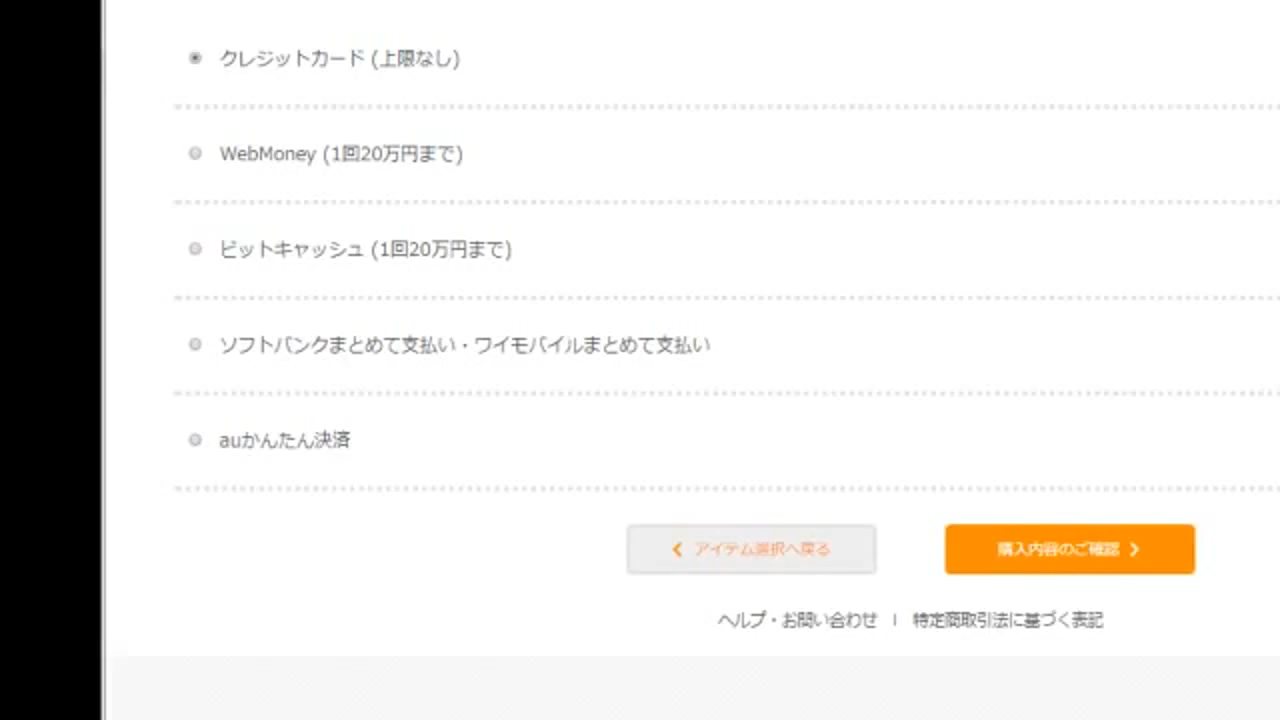 クレジットカード (上限なし)
WebMoney (1回20万円まで)
ビットキャッシュ (1回20万円まで)
ソフトバンクまとめて支払い・ワイモバイルまとめて支払い
auかんたん決済
アイテム選択へ戻る
購入内容のご確認
ヘルプ・お問い合わせ | 特定商取引法に基づく表記